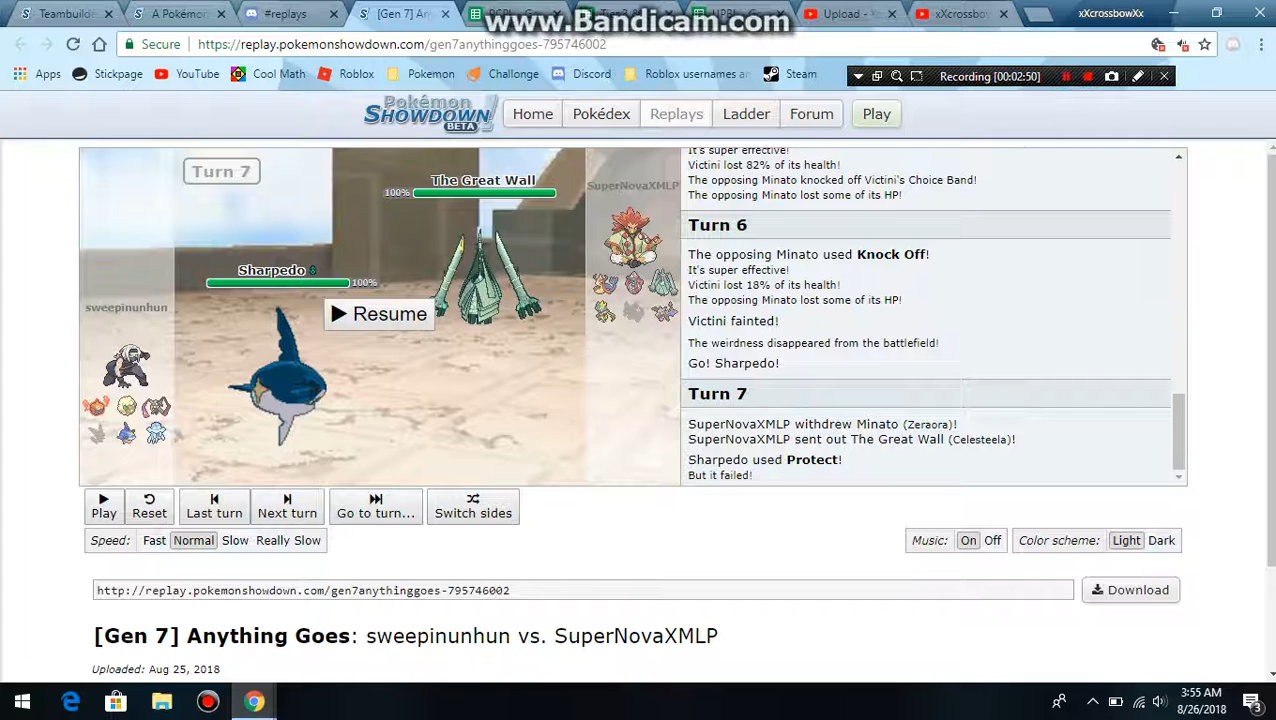 Teambuild
A Pokémon
#replays
[Gen 7] A
Upload -
xXcrossbo
xXcrossbowXx
www.Bandicam.com
Secure
https://replay.pokemonshowdown.com/gen7anythinggoes-795746002
Apps
Stickpage
YouTube
Cool Math
Roblox
Pokemon
Challonge
Discord
Roblox usernames ar
Steam
Recording [00:02:50]
Pokémon
SHOWDOWN
BETA
Home
Pokédex
Replays
Ladder
Forum
Play
Turn 7
The Great Wall
100%
SuperNovaXMLP
Sharpedo
100%
sweepinunhun
Resume
It's super effective!
Victini lost 82% of its health!
The opposing Minato knocked off Victini's Choice Band!
The opposing Minato lost some of its HP!
Turn 6
The opposing Minato used Knock Off!
It's super effective!
Victini lost 18% of its health!
The opposing Minato lost some of its HP!
Victini fainted!
The weirdness disappeared from the battlefield!
Go! Sharpedo!
Turn 7
SuperNovaXMLP withdrew Minato (Zeraora)!
SuperNovaXMLP sent out The Great Wall (Celesteela)!
Sharpedo used Protect!
But it failed!
Play
Reset
Last turn
Next turn
Go to turn...
Switch sides
Speed: Fast Normal Slow Really Slow
Music: On Off
Color scheme: Light Dark
http://replay.pokemonshowdown.com/gen7anythinggoes-795746002
Download
[Gen 7] Anything Goes: sweepinunhun vs. SuperNovaXMLP
Uploaded: Aug 25, 2018
3:55 AM
8/26/2018
3